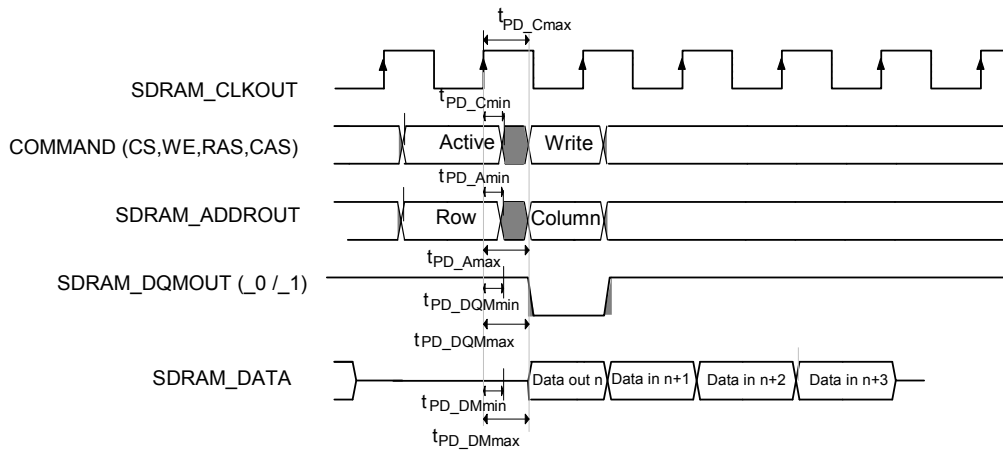 tPD_Cmax
SDRAM_CLKOUT
tPD_Cmin
COMMAND (CS,WE,RAS,CAS)
Active
Write
tPD_Amin
SDRAM_ADDROUT
Row
Column
tPD_Amax
SDRAM_DQMOUT (_0 /_1)
tPD_DQMmin
tPD_DQMmax
SDRAM_DATA
Data out n
Data in n+1
Data in n+2
Data in n+3
tPD_DMmin
tPD_DMmax